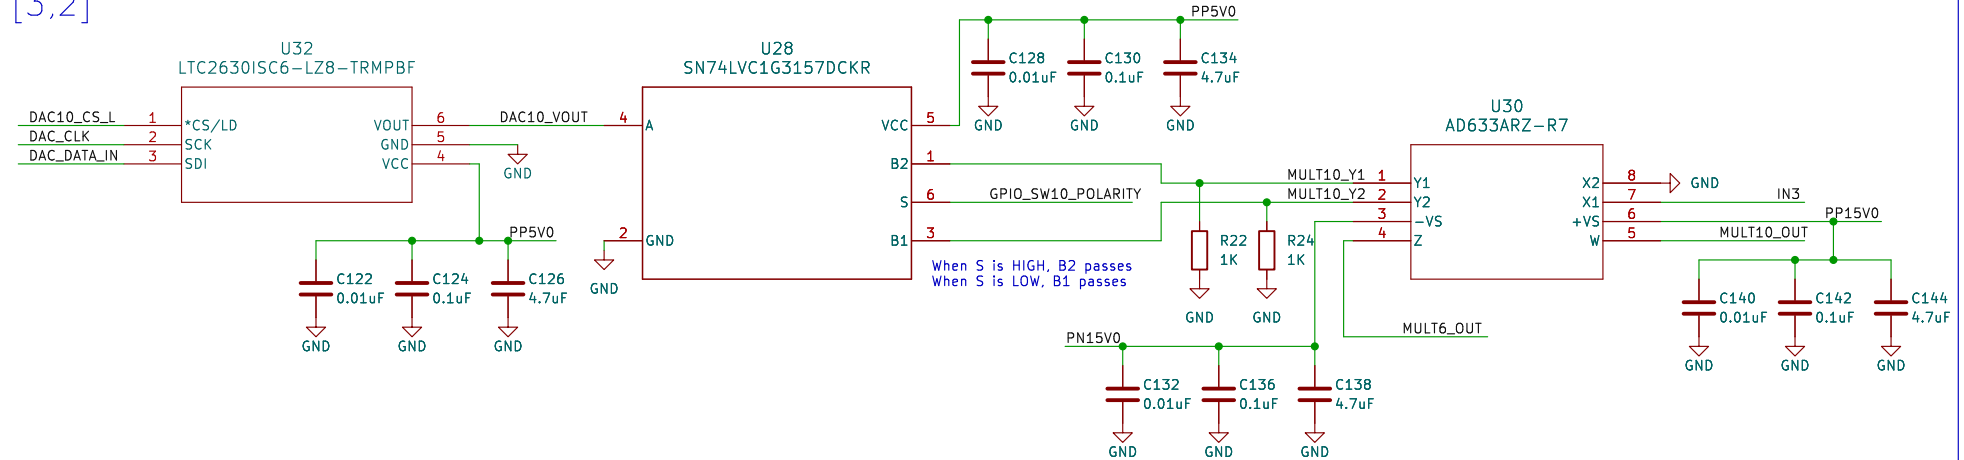 [3,2]
U32
LTC2630ISC6-LZ8-TRMPBF
DAC10_CS_L 1 *CS/LD
DAC_CLK 2 SCK
DAC_DATA_IN 3 SDI
VOUT 6 DAC10_VOUT
GND 5
VCC 4
GND
PP5V0
C122
0.01uF
C124
0.1uF
C126
4.7uF
GND
GND
GND
U28
SN74LVC1G3157DCKR
4 A
2 GND
GND
VCC 5
B2 1
S 6 GPIO_SW10_POLARITY
B1 3
When S is HIGH, B2 passes
When S is LOW, B1 passes
PP5V0
C128
0.01uF
C130
0.1uF
C134
4.7uF
GND
GND
GND
R22
1K
R24
1K
GND
GND
U30
AD633ARZ-R7
MULT10_Y1 1 Y1
MULT10_Y2 2 Y2
3 -VS
4 Z
X2 8 GND
X1 7 IN3
+VS 6 PP15V0
W 5 MULT10_OUT
MULT6_OUT
PN15V0
C132
0.01uF
C136
0.1uF
C138
4.7uF
GND
GND
GND
C140
0.01uF
C142
0.1uF
C144
4.7uF
GND
GND
GND